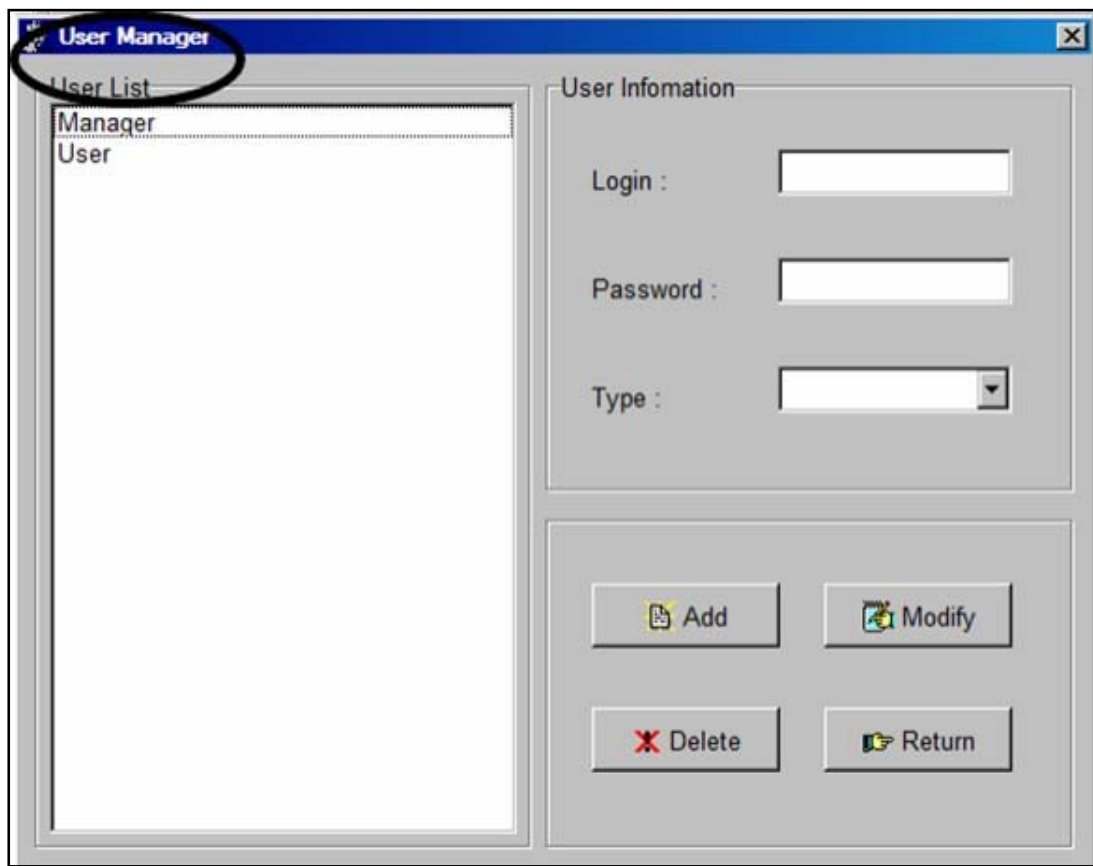 User Manager
User List
Manager
User
User Infomation
Login :
Password :
Type :
Add
Modify
Delete
Return